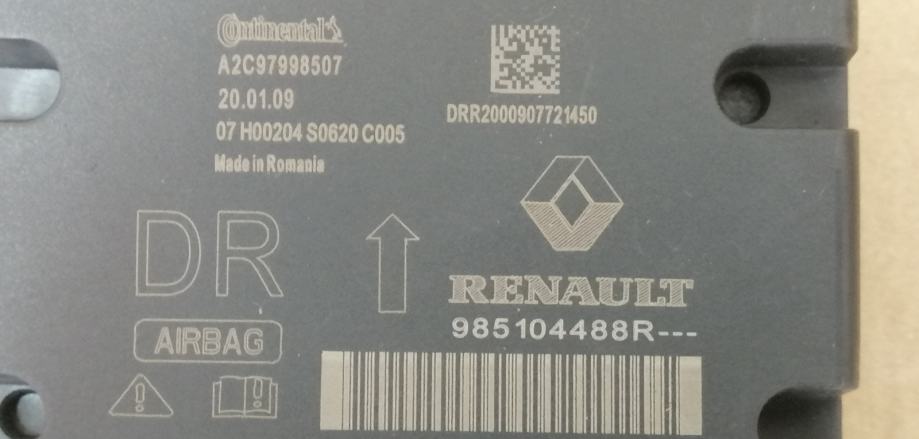 Continental
A2C97998507
20.01.09
07 H00204 S0620 C005
Made in Romania
DRR2000907721450
DR
AIRBAG
RENAULT
985104488R---